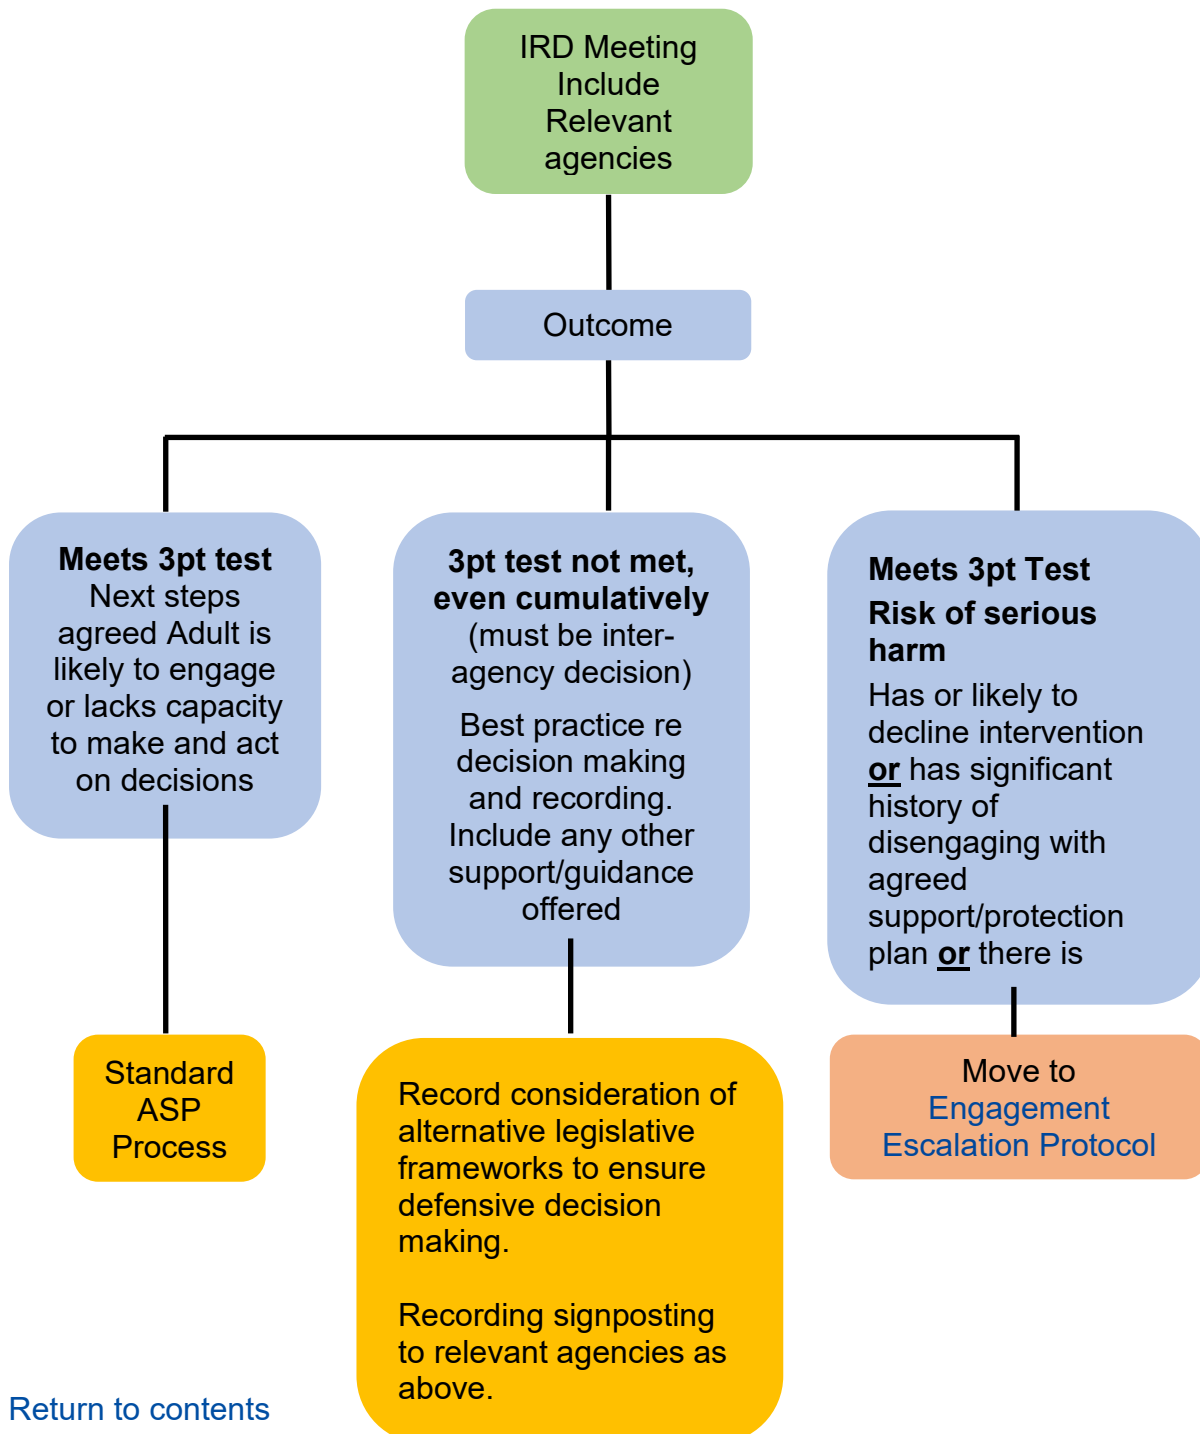 IRD Meeting
Include
Relevant
agencies
Outcome
Meets 3pt test
Next steps
agreed Adult is
likely to engage
or lacks capacity
to make and act
on decisions
3pt test not met,
even cumulatively
(must be inter-
agency decision)
Best practice re
decision making
and recording.
Include any other
support/guidance
offered
Meets 3pt Test
Risk of serious
harm
Has or likely to
decline intervention
or has significant
history of
disengaging with
agreed
support/protection
plan or there is
Standard
ASP
Process
Record consideration of
alternative legislative
frameworks to ensure
defensive decision
making.
Recording signposting
to relevant agencies as
above.
Move to
Engagement
Escalation Protocol
Return to contents